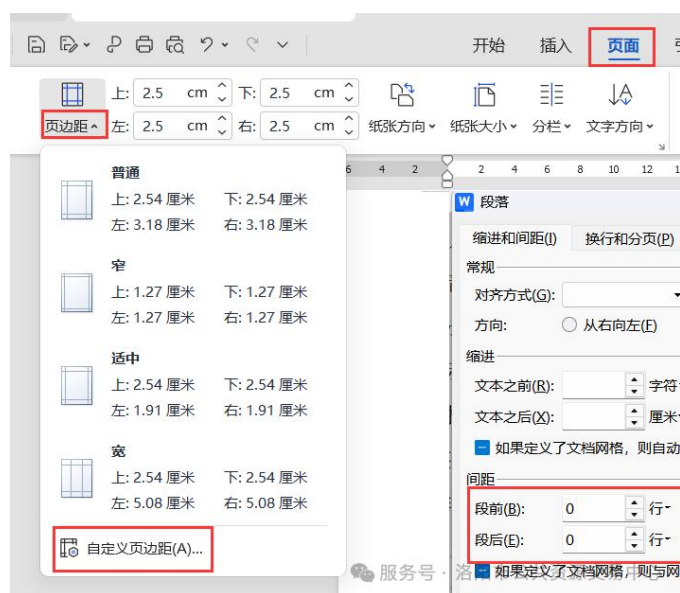 开始 插入 页面
上: 2.5 cm 下: 2.5 cm
页边距 左: 2.5 cm 右: 2.5 cm 纸张方向 纸张大小 分栏 文字方向
6 4 2 2 4 6 8 10 12
普通
上: 2.54 厘米 下: 2.54 厘米
左: 3.18 厘米 右: 3.18 厘米
窄
上: 1.27 厘米 下: 1.27 厘米
左: 1.27 厘米 右: 1.27 厘米
适中
上: 2.54 厘米 下: 2.54 厘米
左: 1.91 厘米 右: 1.91 厘米
宽
上: 2.54 厘米 下: 2.54 厘米
左: 5.08 厘米 右: 5.08 厘米
自定义页边距(A)...
W 段落
缩进和间距(I) 换行和分页(P)
常规
对齐方式(G):
方向: 从右向左(F)
缩进
文本之前(R): 字符
文本之后(X): 厘米
如果定义了文档网格，则自动
间距
段前(B): 0 行
段后(E): 0 行
如果定义了文档网格，则与网
服务号 · 洛